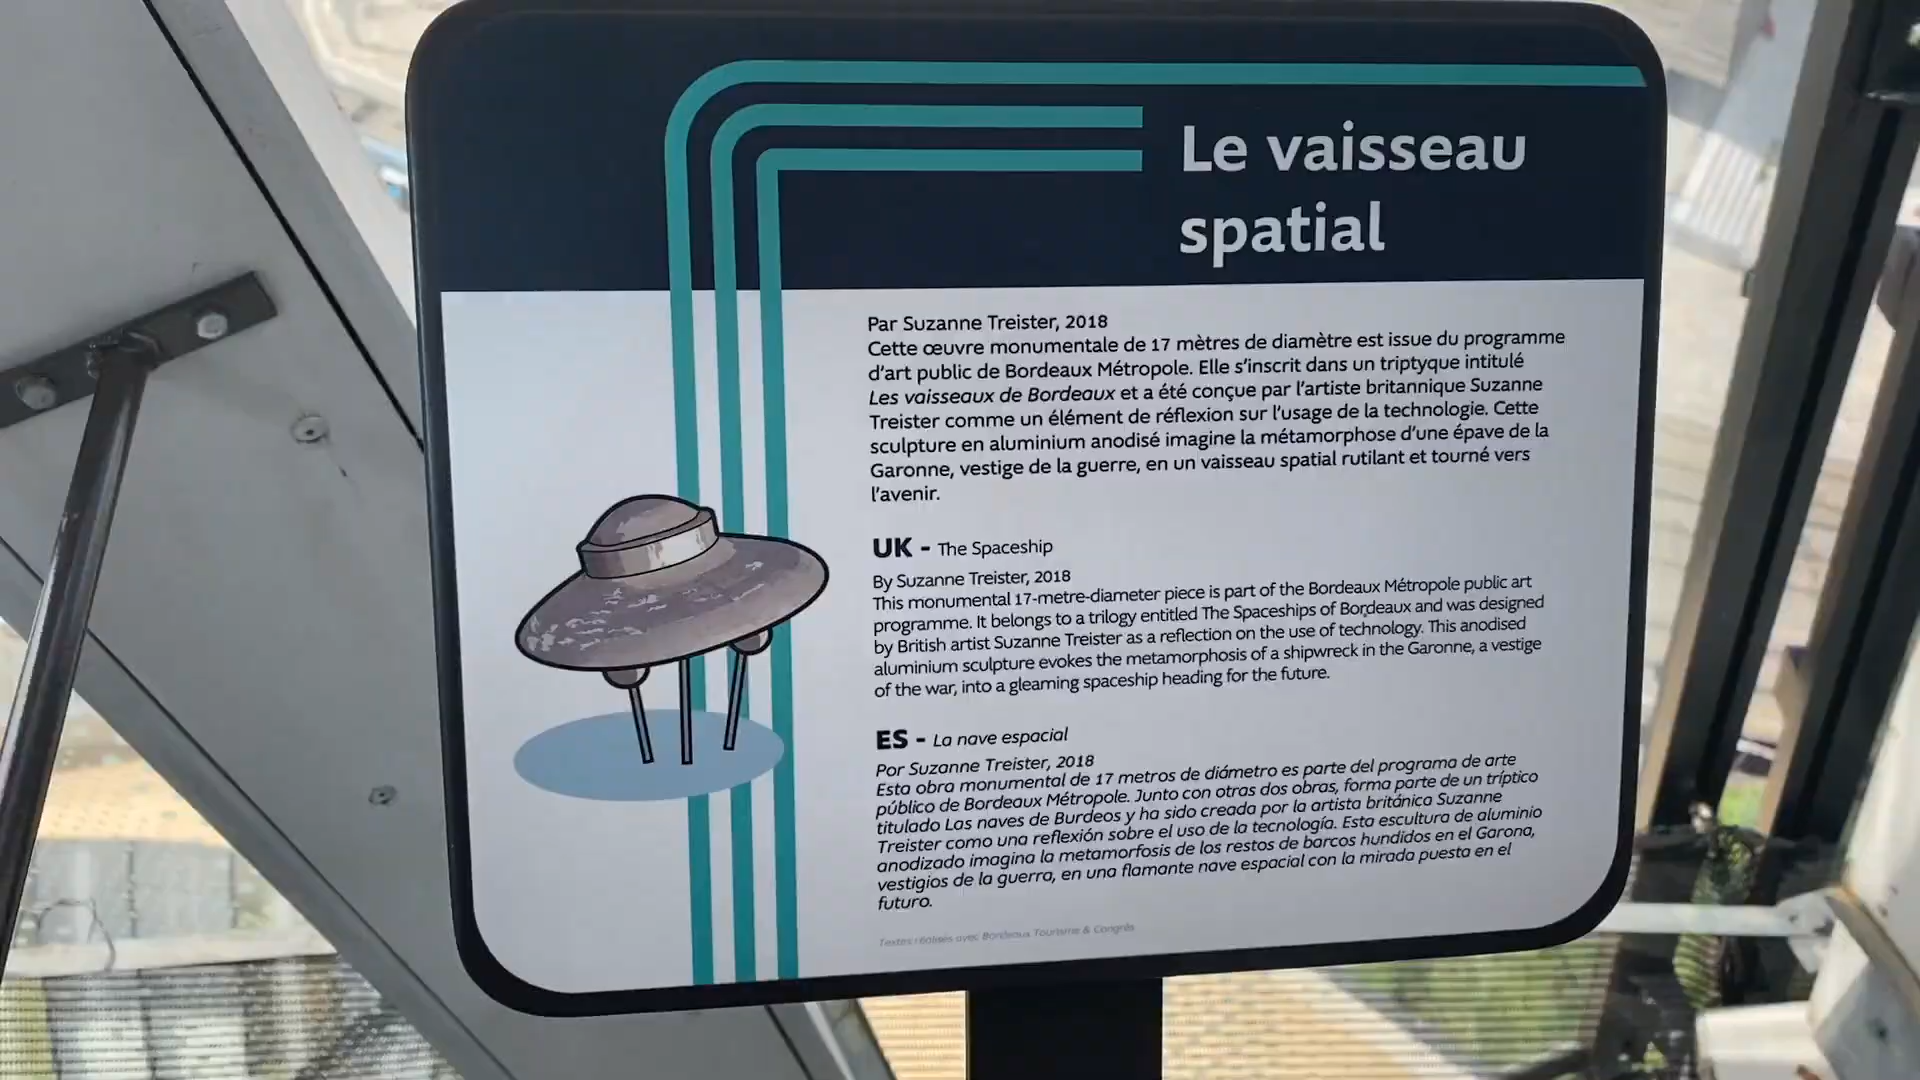 Le vaisseau
spatial
Par Suzanne Treister, 2018
Cette œuvre monumentale de 17 mètres de diamètre est issue du programme
d'art public de Bordeaux Métropole. Elle s'inscrit dans un triptyque intitulé
Les vaisseaux de Bordeaux et a été conçue par l'artiste britannique Suzanne
Treister comme un élément de réflexion sur l'usage de la technologie. Cette
sculpture en aluminium anodisé imagine la métamorphose d'une épave de la
Garonne, vestige de la guerre, en un vaisseau spatial rutilant et tourné vers
l'avenir.
UK - The Spaceship
By Suzanne Treister, 2018
This monumental 17-metre-diameter piece is part of the Bordeaux Métropole public art
programme. It belongs to a trilogy entitled The Spaceships of Bordeaux and was designed
by British artist Suzanne Treister as a reflection on the use of technology. This anodised
aluminium sculpture evokes the metamorphosis of a shipwreck in the Garonne, a vestige
of the war, into a gleaming spaceship heading for the future.
ES - La nave espacial
Por Suzanne Treister, 2018
Esta obra monumental de 17 metros de diámetro es parte del programa de arte
público de Bordeaux Métropole. Junto con otras dos obras, forma parte de un tríptico
titulado Las naves de Burdeos y ha sido creada por la artista británica Suzanne
Treister como una reflexión sobre el uso de la tecnología. Esta escultura de aluminio
anodizado imagina la metamorfosis de los restos de barcos hundidos en el Garona,
vestigios de la guerra, en una flamante nave espacial con la mirada puesta en el
futuro.
Textes réalisés avec Bordeaux Tourisme & Congrès